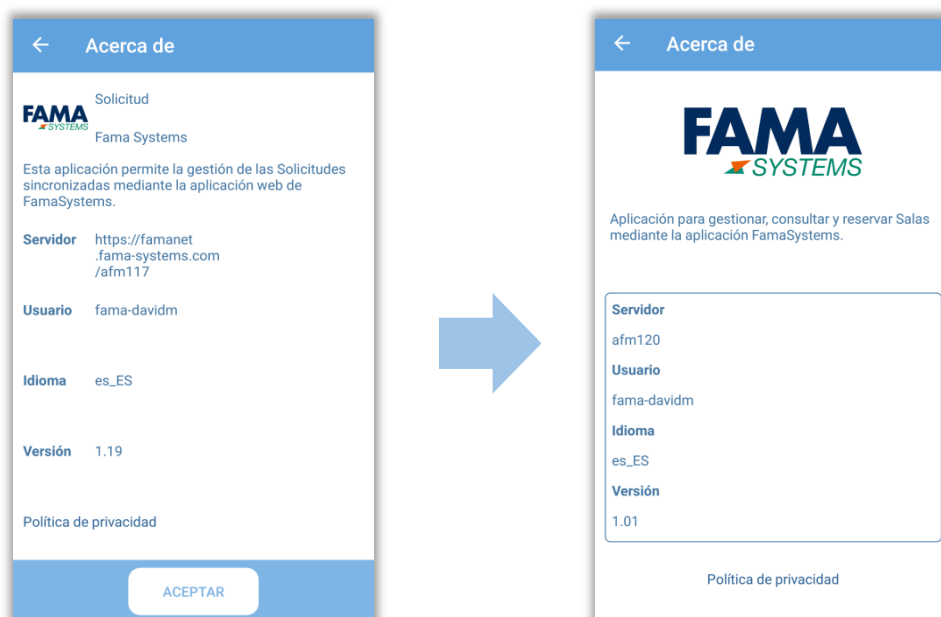 Acerca de
FAMA
SYSTEMS
Solicitud
Fama Systems
Esta aplicación permite la gestión de las Solicitudes
sincronizadas mediante la aplicación web de
FamaSystems.
Servidor https://famanet
.fama-systems.com
/afm117
Usuario fama-davidm
Idioma es_ES
Versión 1.19
Política de privacidad
ACEPTAR
Acerca de
FAMA
SYSTEMS
Aplicación para gestionar, consultar y reservar Salas
mediante la aplicación FamaSystems.
Servidor
afm120
Usuario
fama-davidm
Idioma
es_ES
Versión
1.01
Política de privacidad